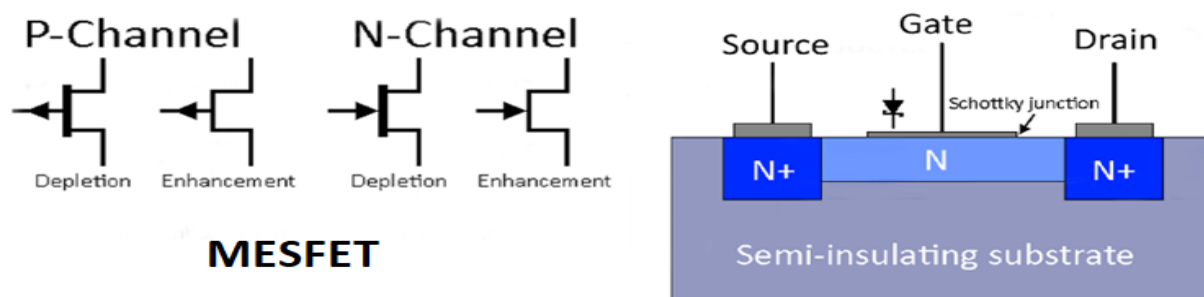 P-Channel
N-Channel
Depletion
Enhancement
Depletion
Enhancement
MESFET
Source
Gate
Drain
Schottky junction
N+
N
N+
Semi-insulating substrate